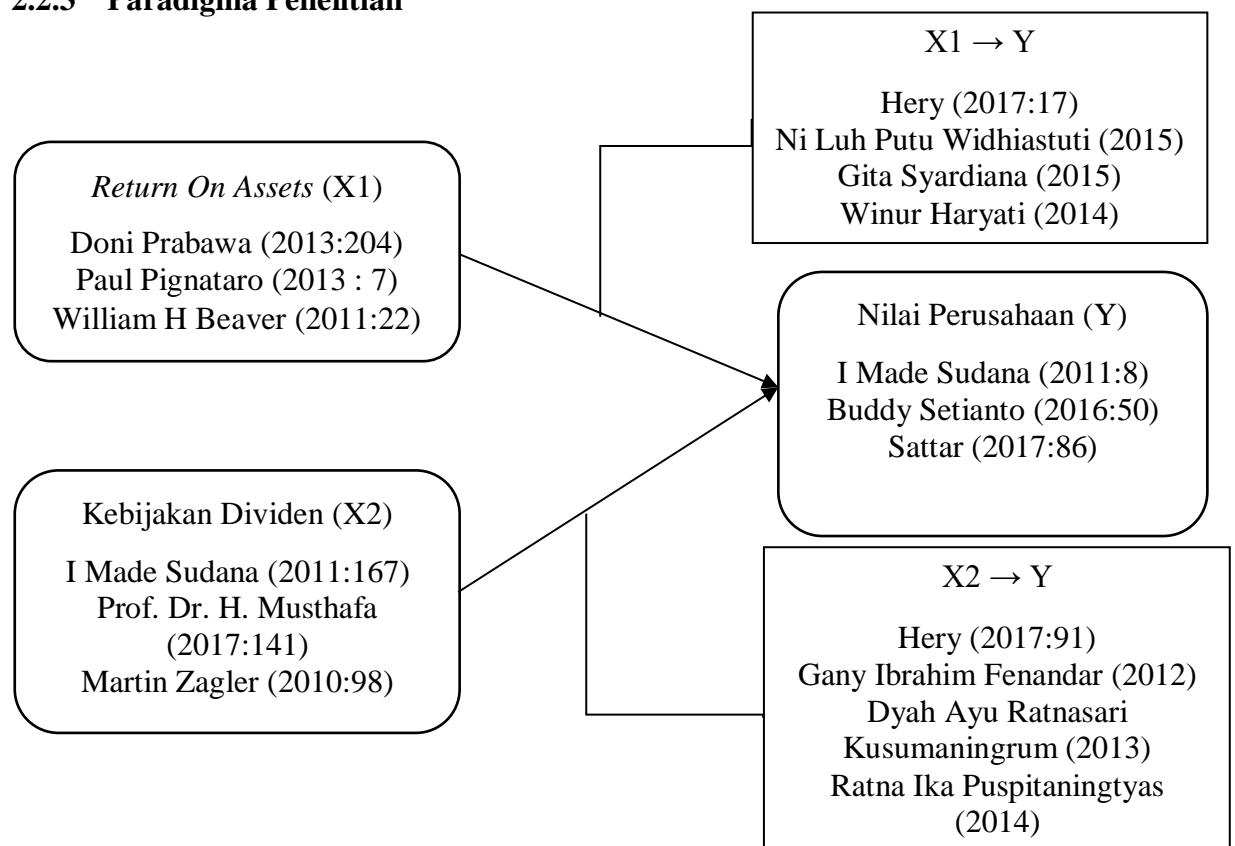 2.2.3 Paradigma Penelitian
X1 → Y
Hery (2017:17)
Ni Luh Putu Widhiastuti (2015)
Gita Syardiana (2015)
Winur Haryati (2014)
Return On Assets (X1)
Doni Prabawa (2013:204)
Paul Pignataro (2013 : 7)
William H Beaver (2011:22)
Nilai Perusahaan (Y)
I Made Sudana (2011:8)
Buddy Setianto (2016:50)
Sattar (2017:86)
Kebijakan Dividen (X2)
I Made Sudana (2011:167)
Prof. Dr. H. Musthafa
(2017:141)
Martin Zagler (2010:98)
X2 → Y
Hery (2017:91)
Gany Ibrahim Fenandar (2012)
Dyah Ayu Ratnasari
Kusumaningrum (2013)
Ratna Ika Puspitaningtyas
(2014)